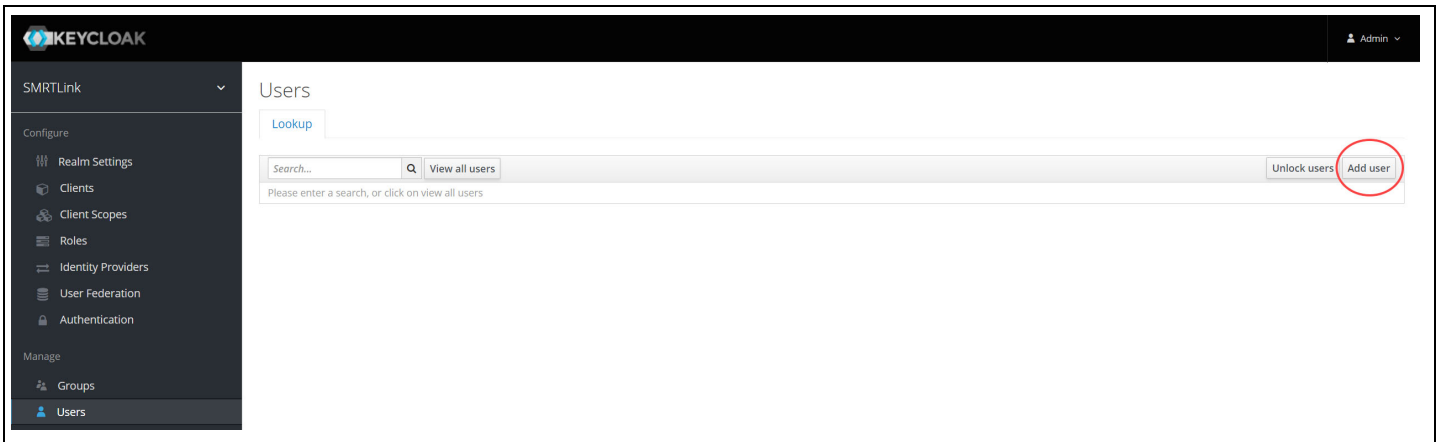 KEYCLOAK
Admin
SMRTLink
Configure
Realm Settings
Clients
Client Scopes
Roles
Identity Providers
User Federation
Authentication
Manage
Groups
Users
Users
Lookup
Search... View all users Unlock users Add user
Please enter a search, or click on view all users